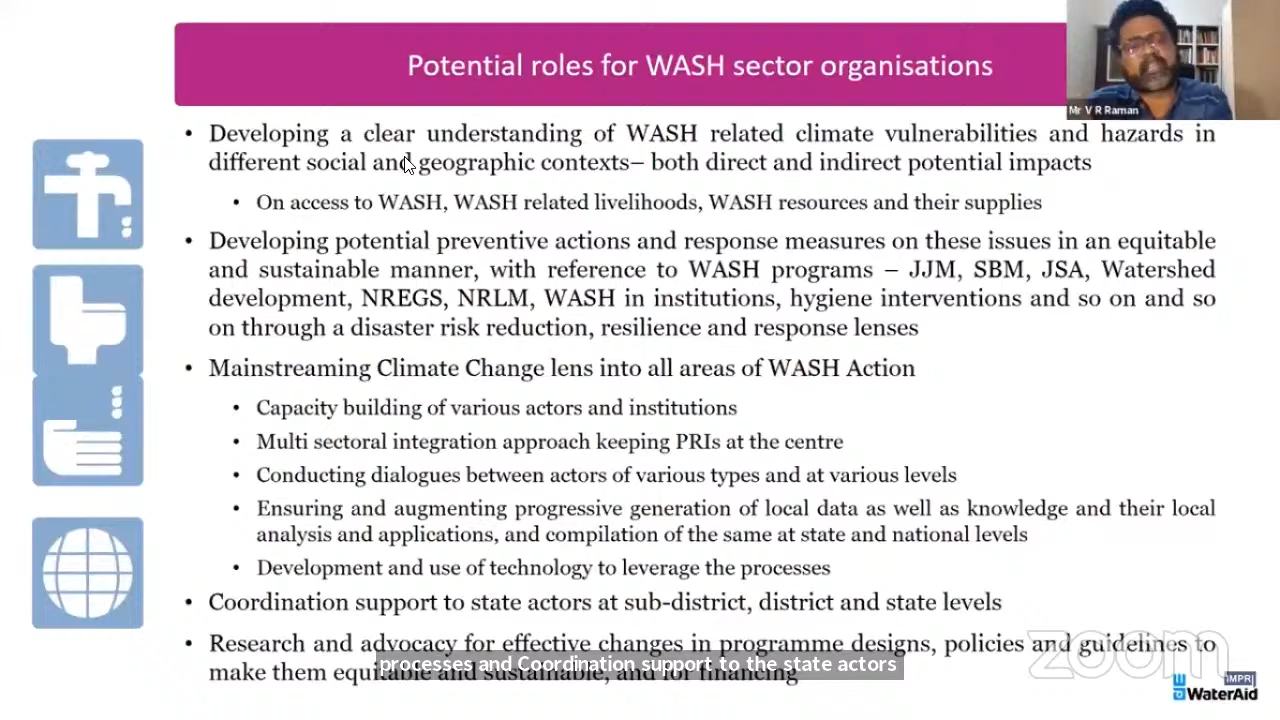 Potential roles for WASH sector organisations
Mr V R Raman
• Developing a clear understanding of WASH related climate vulnerabilities and hazards in
different social and geographic contexts– both direct and indirect potential impacts
• On access to WASH, WASH related livelihoods, WASH resources and their supplies
• Developing potential preventive actions and response measures on these issues in an equitable
and sustainable manner, with reference to WASH programs – JJM, SBM, JSA, Watershed
development, NREGS, NRLM, WASH in institutions, hygiene interventions and so on and so
on through a disaster risk reduction, resilience and response lenses
• Mainstreaming Climate Change lens into all areas of WASH Action
• Capacity building of various actors and institutions
• Multi sectoral integration approach keeping PRIs at the centre
• Conducting dialogues between actors of various types and at various levels
• Ensuring and augmenting progressive generation of local data as well as knowledge and their local
analysis and applications, and compilation of the same at state and national levels
• Development and use of technology to leverage the processes
• Coordination support to state actors at sub-district, district and state levels
• Research and advocacy for effective changes in programme designs, policies and guidelines to
make them equitable and sustainable, and for financing
processes and Coordination support to the state actors
zoom
IMPRI
WaterAid